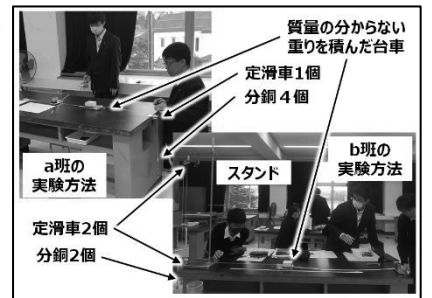 質量の分からない
重りを積んだ台車
定滑車1個
分銅4個
a班の
実験方法
スタンド
b班の
実験方法
定滑車2個
分銅2個